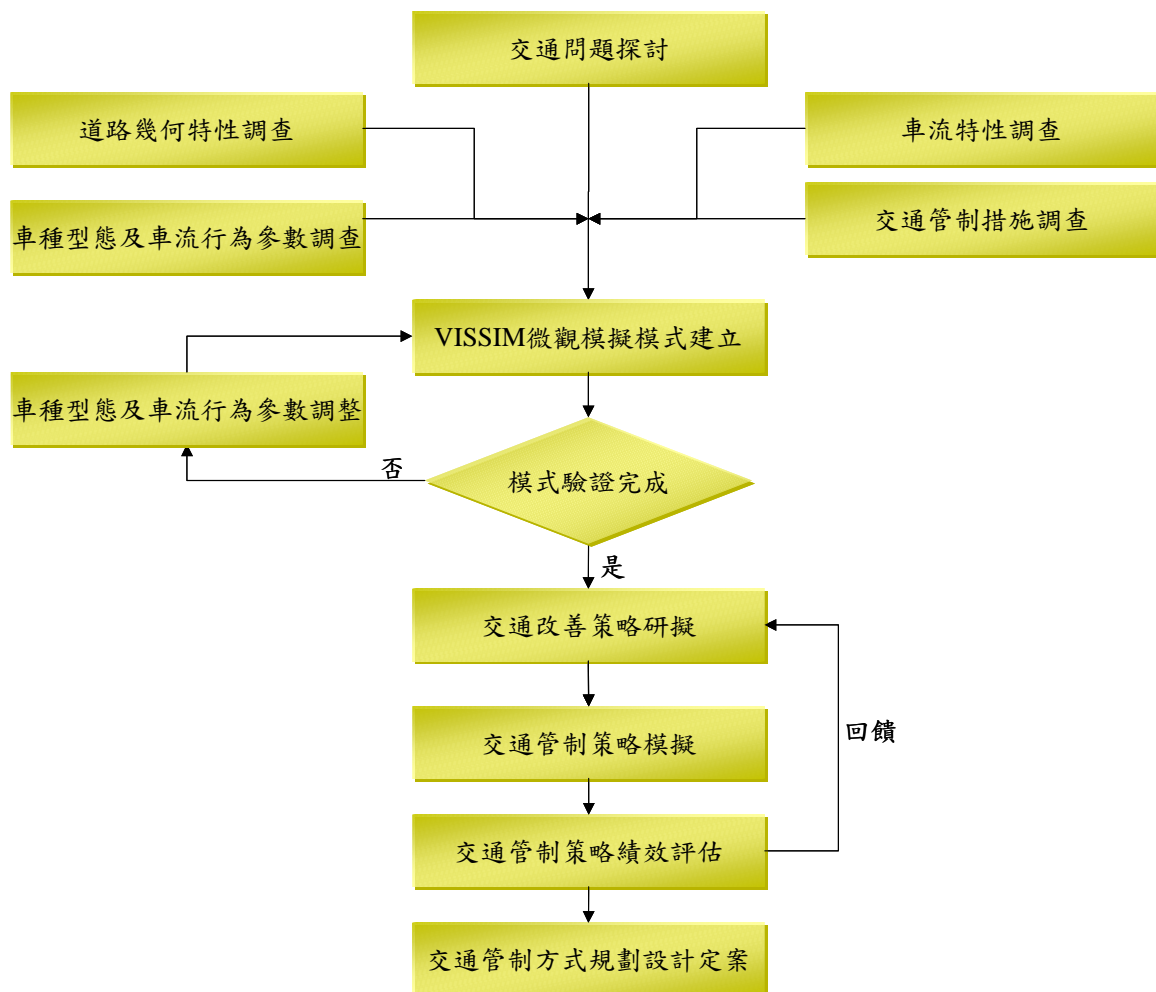 交通問題探討
道路幾何特性調查
車流特性調查
車種型態及車流行為參數調查
交通管制措施調查
VISSIM微觀模擬模式建立
車種型態及車流行為參數調整
否
模式驗證完成
是
交通改善策略研擬
交通管制策略模擬
回饋
交通管制策略績效評估
交通管制方式規劃設計定案